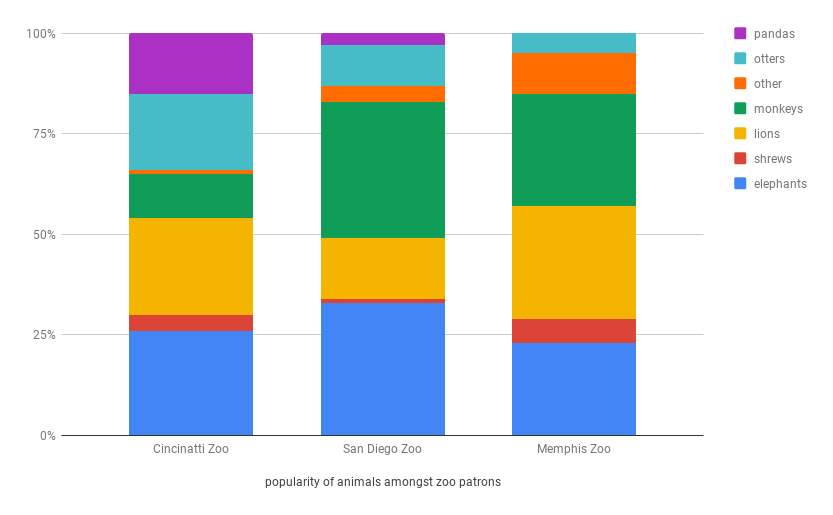 100%
75%
50%
25%
0%
Cincinatti Zoo
San Diego Zoo
Memphis Zoo
popularity of animals amongst zoo patrons
pandas
otters
other
monkeys
lions
shrews
elephants